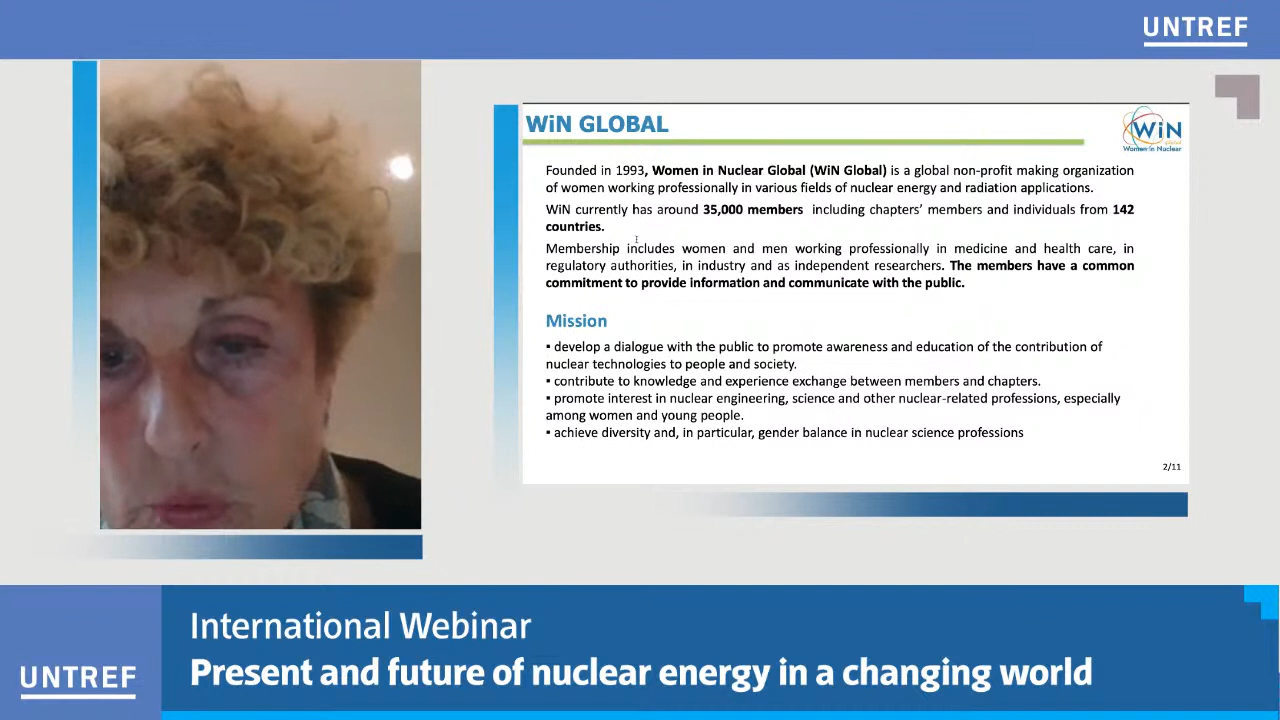 UNTREF
WiN GLOBAL
WiN
global
Women in Nuclear
Founded in 1993, Women in Nuclear Global (WiN Global) is a global non-profit making organization
of women working professionally in various fields of nuclear energy and radiation applications.
WiN currently has around 35,000 members including chapters’ members and individuals from 142
countries.
Membership includes women and men working professionally in medicine and health care, in
regulatory authorities, in industry and as independent researchers. The members have a common
commitment to provide information and communicate with the public.
Mission
▪ develop a dialogue with the public to promote awareness and education of the contribution of
nuclear technologies to people and society.
▪ contribute to knowledge and experience exchange between members and chapters.
▪ promote interest in nuclear engineering, science and other nuclear-related professions, especially
among women and young people.
▪ achieve diversity and, in particular, gender balance in nuclear science professions
2/11
International Webinar
UNTREF
Present and future of nuclear energy in a changing world